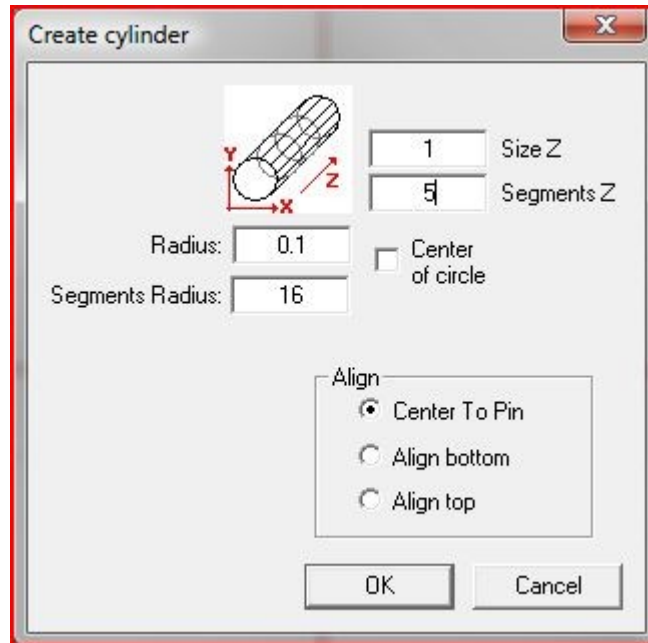 Create cylinder
X
Y
Z
X
1 Size Z
5 Segments Z
Radius: 0.1
Center
of circle
Segments Radius: 16
Align
Center To Pin
Align bottom
Align top
OK Cancel